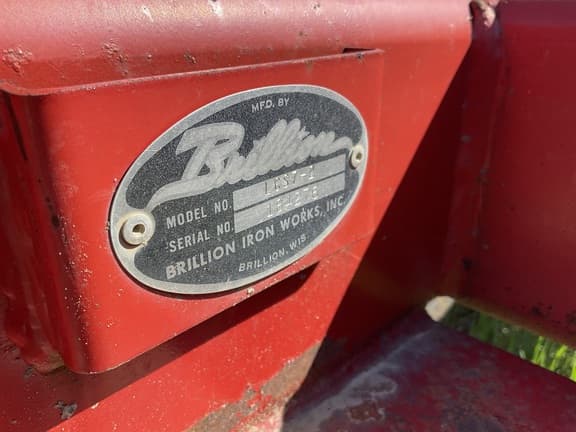 MFD. BY
Brillion
MODEL NO.
SERIAL NO.
BRILLION IRON WORKS, INC.
BRILLION, WIS.